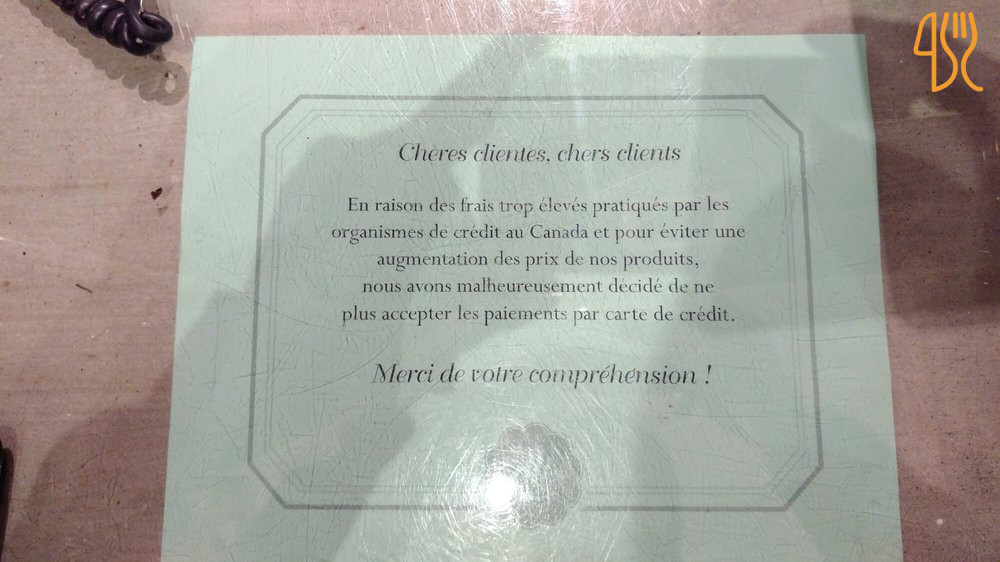 Chères clientes, chers clients
En raison des frais trop élevés pratiqués par les
organismes de crédit au Canada et pour éviter une
augmentation des prix de nos produits,
nous avons malheureusement décidé de ne
plus accepter les paiements par carte de crédit.
Merci de votre compréhension !